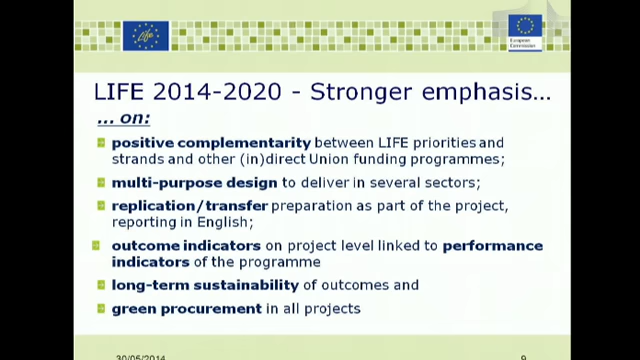 Life
European
Commission
LIFE 2014-2020 - Stronger emphasis...
... on:
positive complementarity between LIFE priorities and
strands and other (in)direct Union funding programmes;
multi-purpose design to deliver in several sectors;
replication/transfer preparation as part of the project,
reporting in English;
outcome indicators on project level linked to performance
indicators of the programme
long-term sustainability of outcomes and
green procurement in all projects
30/05/2014
9